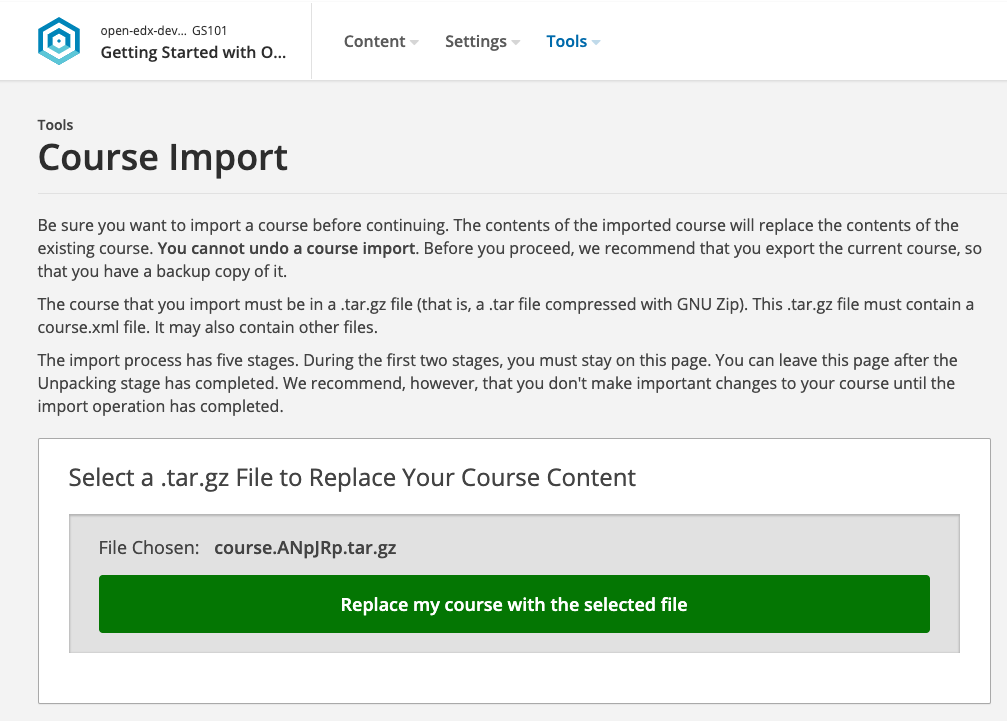 open-edx-dev... GS101
Getting Started with O...
Content Settings Tools
Tools
Course Import
Be sure you want to import a course before continuing. The contents of the imported course will replace the contents of the
existing course. You cannot undo a course import. Before you proceed, we recommend that you export the current course, so
that you have a backup copy of it.
The course that you import must be in a .tar.gz file (that is, a .tar file compressed with GNU Zip). This .tar.gz file must contain a
course.xml file. It may also contain other files.
The import process has five stages. During the first two stages, you must stay on this page. You can leave this page after the
Unpacking stage has completed. We recommend, however, that you don't make important changes to your course until the
import operation has completed.
Select a .tar.gz File to Replace Your Course Content
File Chosen: course.ANpJRp.tar.gz
Replace my course with the selected file